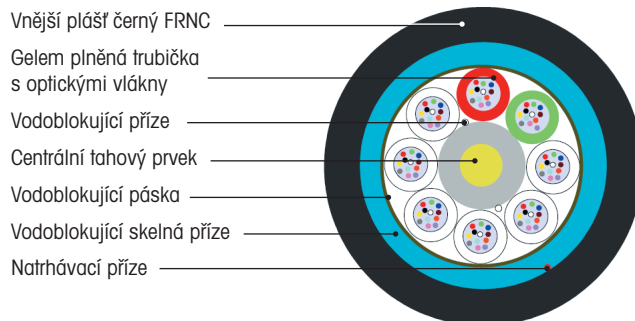 Vnější plášť černý FRNC
Gelem plněná trubička
s optickými vlákny
Vodoblokující příze
Centrální tahový prvek
Vodoblokující páska
Vodoblokující skelná příze
Natrhávací příze